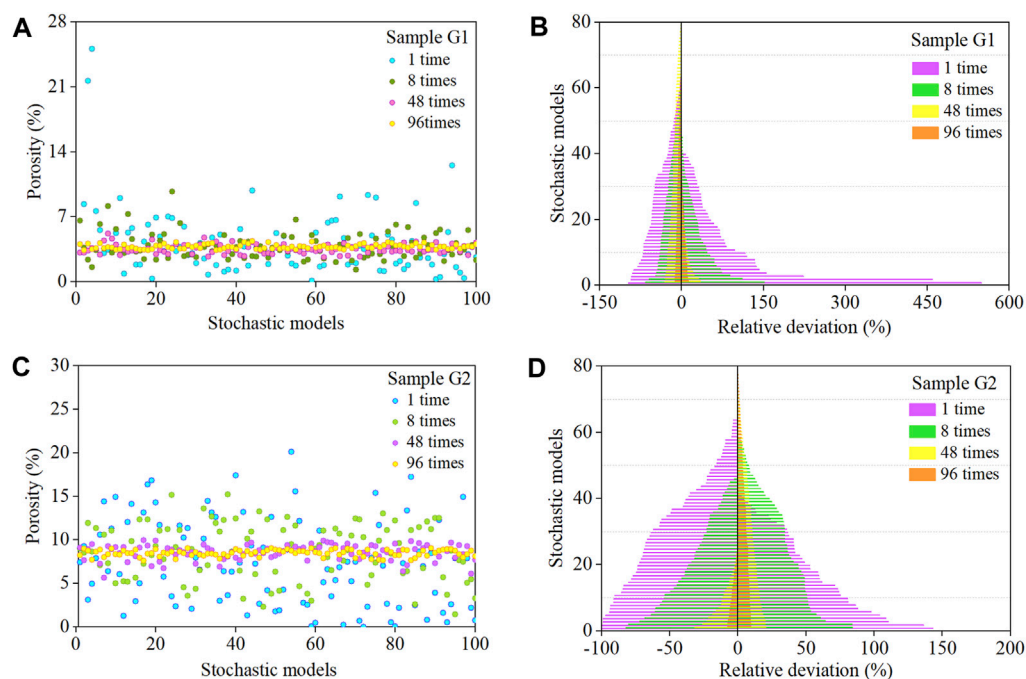 A
28
21
14
7
0
Porosity (%)
Sample G1
1 time
8 times
48 times
96times
0
20
40
60
80
100
Stochastic models
B
80
60
40
20
0
Stochastic models
Sample G1
1 time
8 times
48 times
96 times
-150
0
150
300
450
600
Relative deviation (%)
C
30
25
20
15
10
5
0
Porosity (%)
Sample G2
1 time
8 times
48 times
96 times
0
20
40
60
80
100
Stochastic models
D
80
60
40
20
0
Stochastic models
Sample G2
1 time
8 times
48 times
96 times
-100
-50
0
50
100
150
200
Relative deviation (%)